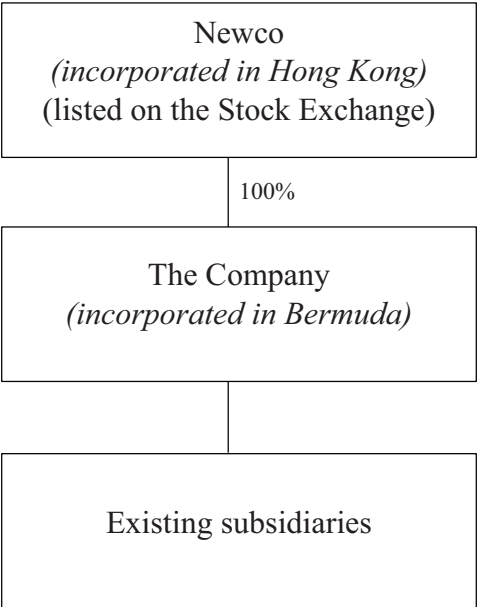 Newco
(incorporated in Hong Kong)
(listed on the Stock Exchange)
100%
The Company
(incorporated in Bermuda)
Existing subsidiaries